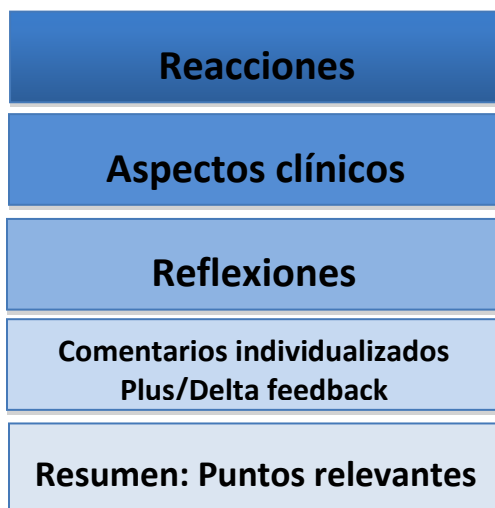 Reacciones
Aspectos clínicos
Reflexiones
Comentarios individualizados
Plus/Delta feedback
Resumen: Puntos relevantes